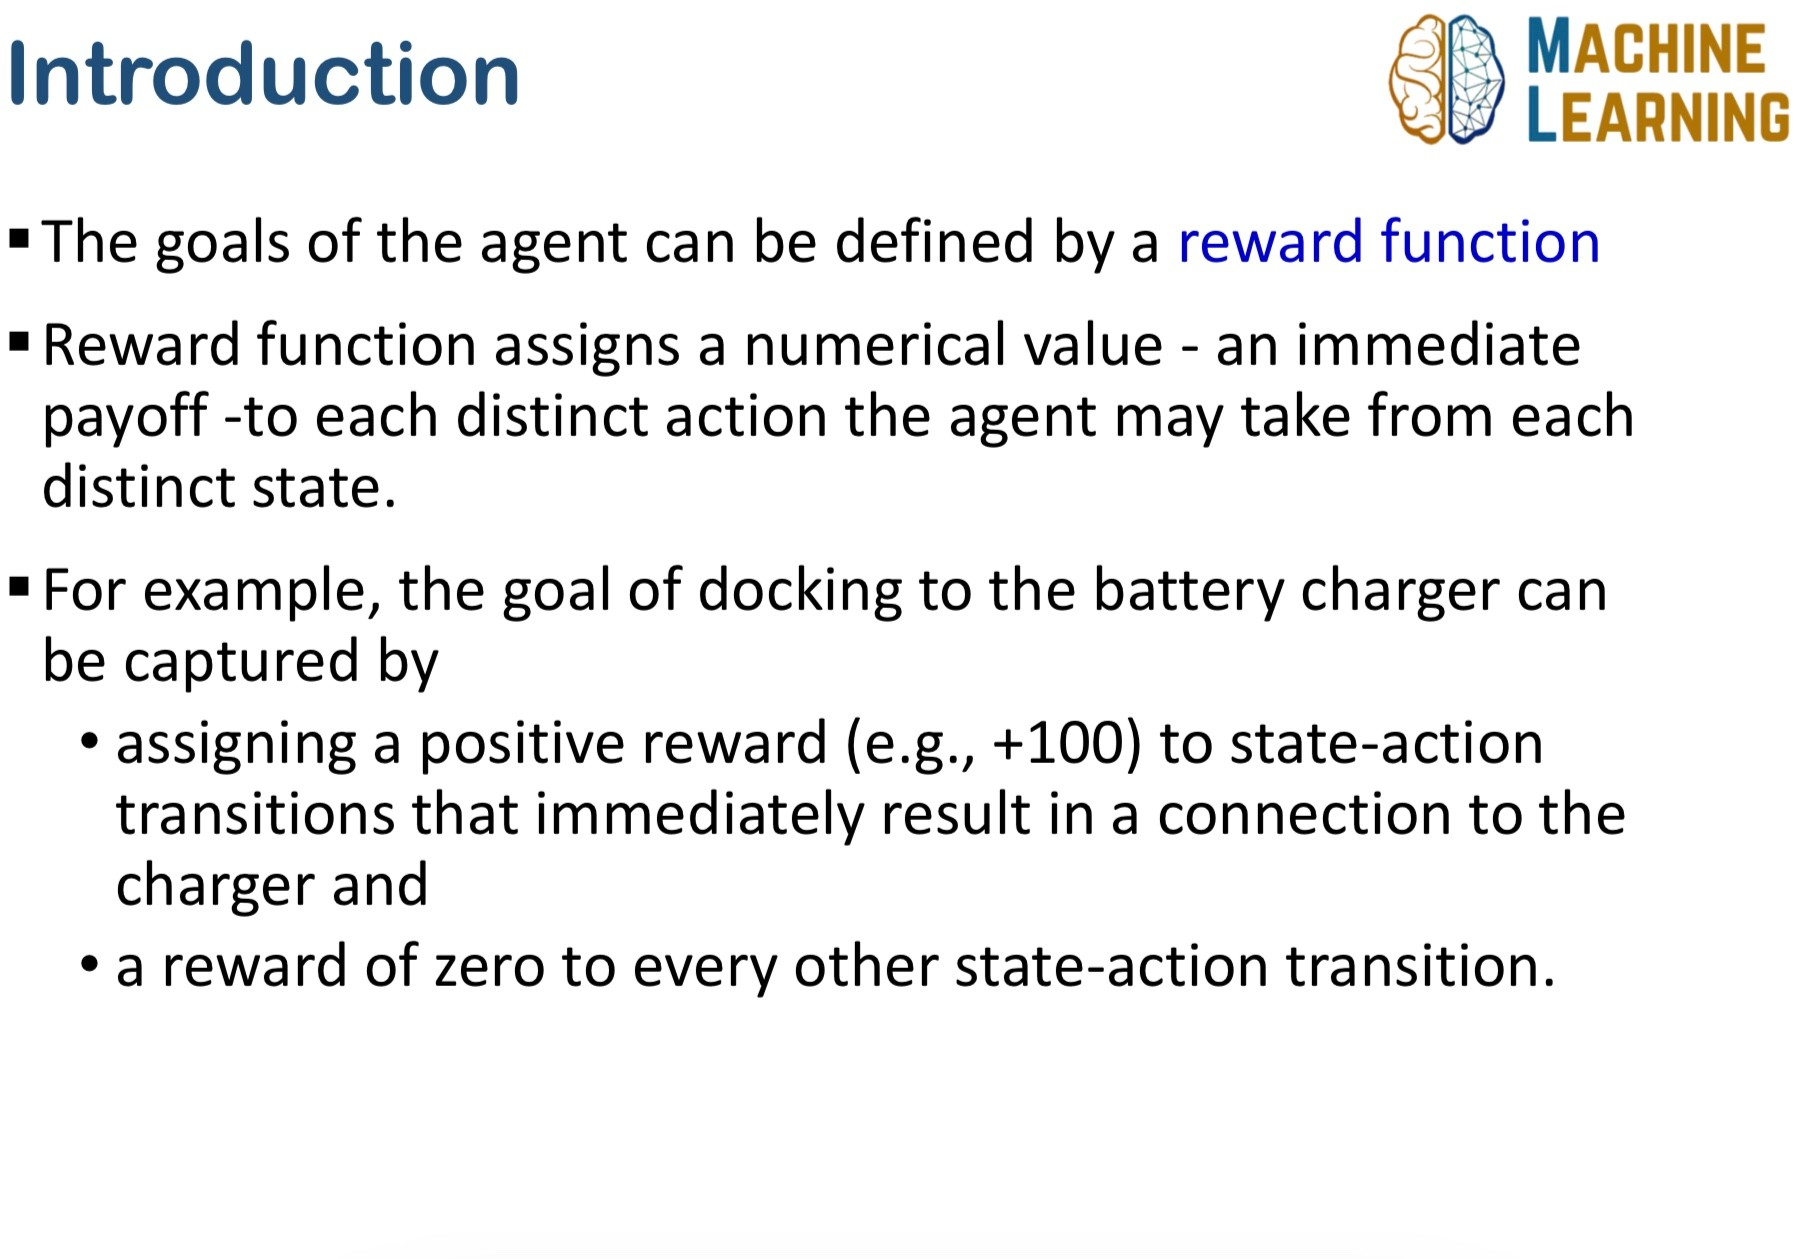 Introduction
MACHINE
LEARNING
▪ The goals of the agent can be defined by a reward function
▪ Reward function assigns a numerical value - an immediate
payoff -to each distinct action the agent may take from each
distinct state.
▪ For example, the goal of docking to the battery charger can
be captured by
• assigning a positive reward (e.g., +100) to state-action
transitions that immediately result in a connection to the
charger and
• a reward of zero to every other state-action transition.